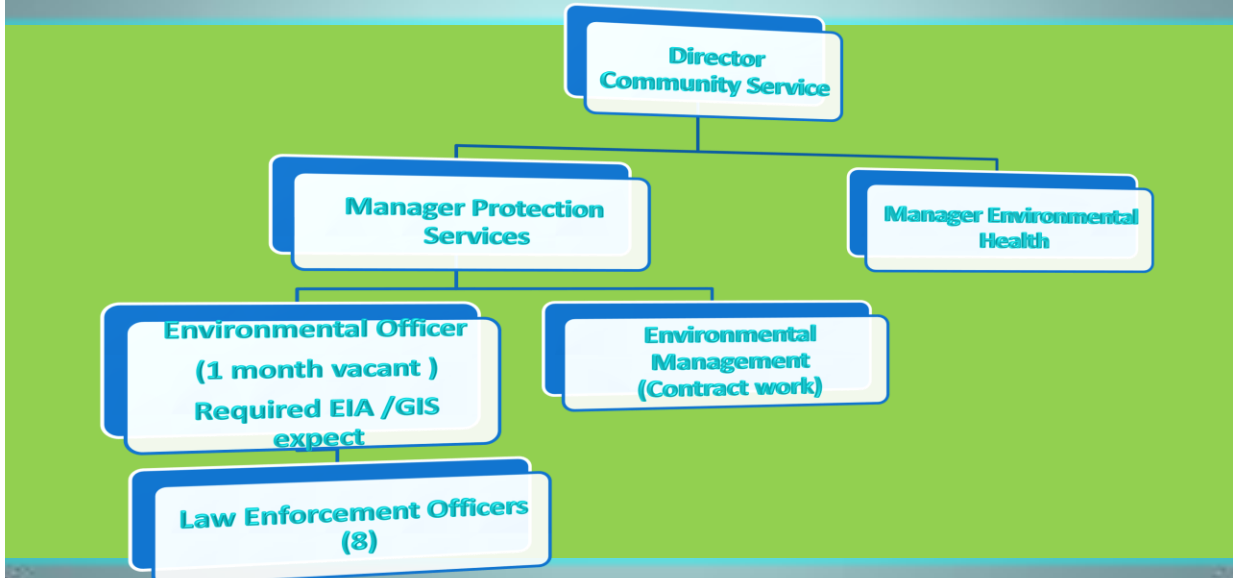 Director
Community Service
Manager Protection
Services
Manager Environmental
Health
Environmental Officer
(1 month vacant )
Required EIA /GIS
expect
Environmental
Management
(Contract work)
Law Enforcement Officers
(8)